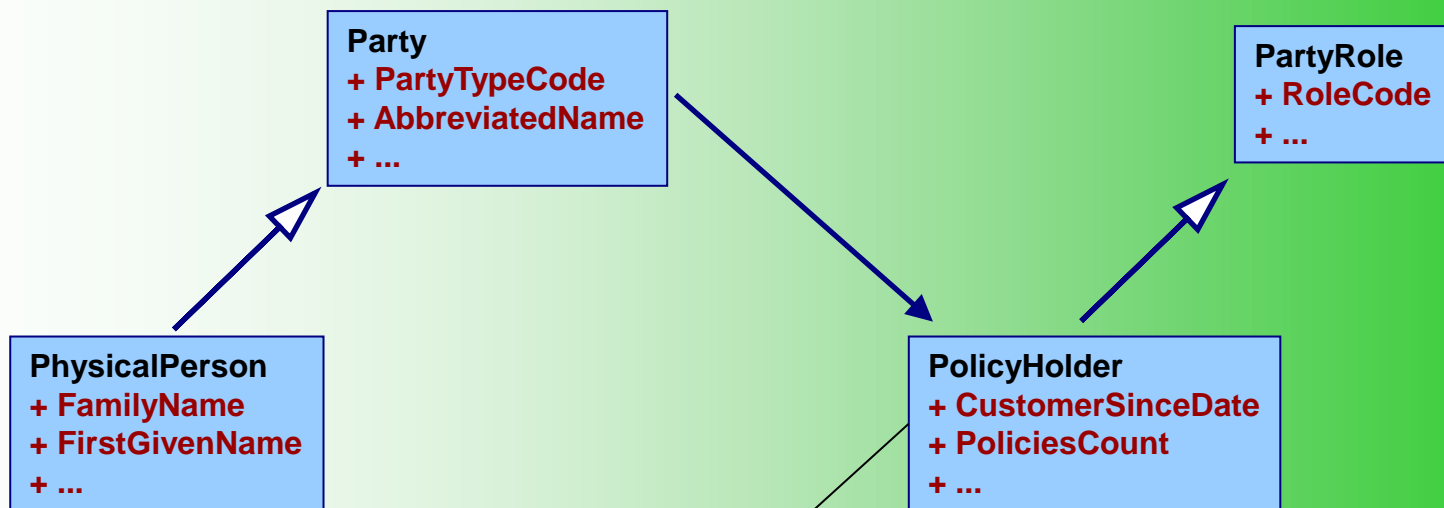 Party
+ PartyTypeCode
+ AbbreviatedName
+ ...
PartyRole
+ RoleCode
+ ...
PhysicalPerson
+ FamilyName
+ FirstGivenName
+ ...
PolicyHolder
+ CustomerSinceDate
+ PoliciesCount
+ ...